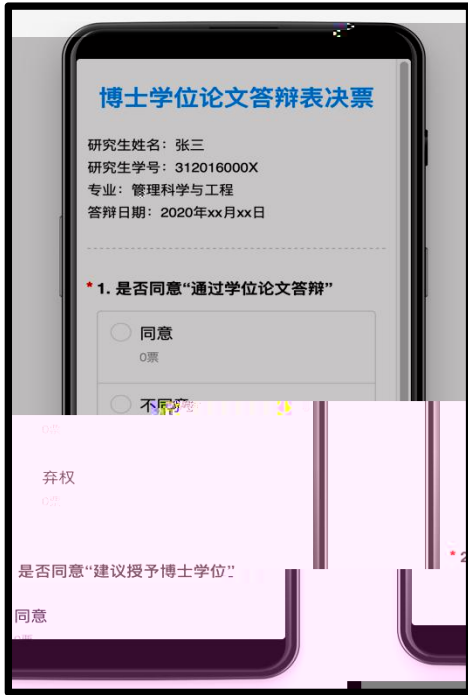 博士学位论文答辩表决票
研究生姓名：张三
研究生学号：312016000X
专业：管理科学与工程
答辩日期：2020年xx月xx日
* 1. 是否同意“通过学位论文答辩”
同意
0票
不同意
弃权
* 2
是否同意“建议授予博士学位”
同意